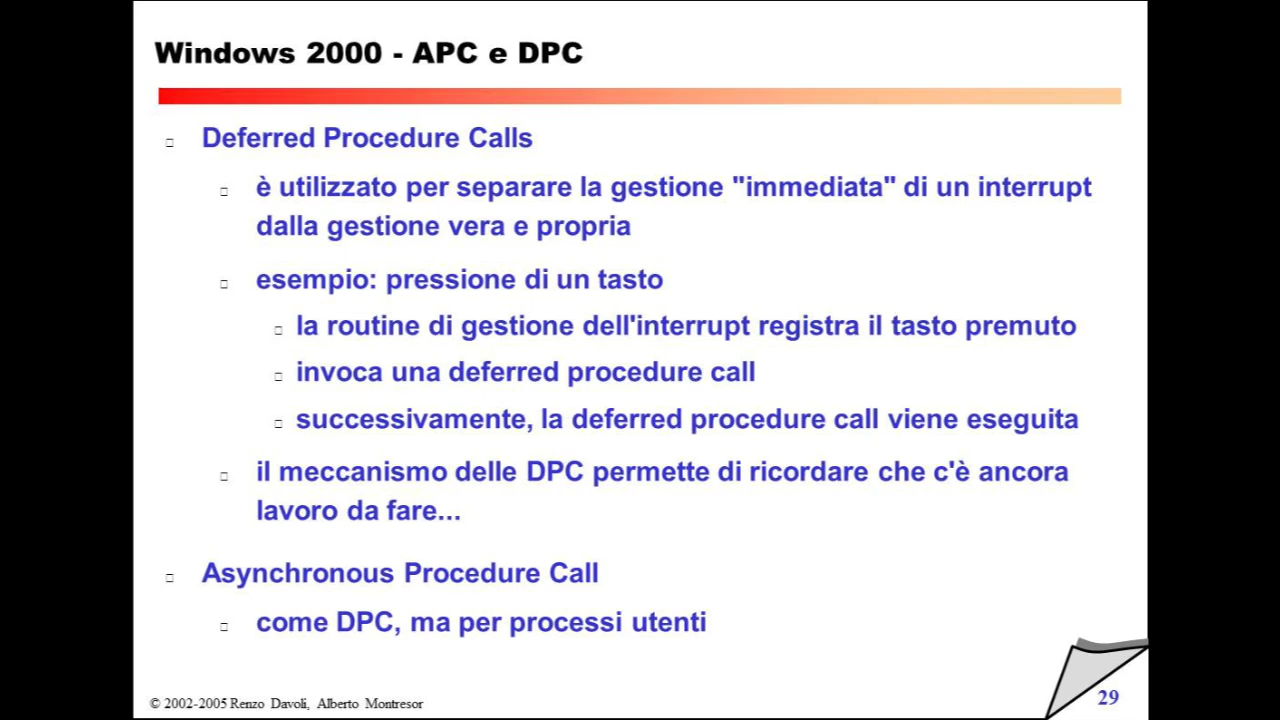 Windows 2000 - APC e DPC
Deferred Procedure Calls
è utilizzato per separare la gestione "immediata" di un interrupt
dalla gestione vera e propria
esempio: pressione di un tasto
la routine di gestione dell'interrupt registra il tasto premuto
invoca una deferred procedure call
successivamente, la deferred procedure call viene eseguita
il meccanismo delle DPC permette di ricordare che c'è ancora
lavoro da fare...
Asynchronous Procedure Call
come DPC, ma per processi utenti
© 2002-2005 Renzo Davoli, Alberto Montresor
29